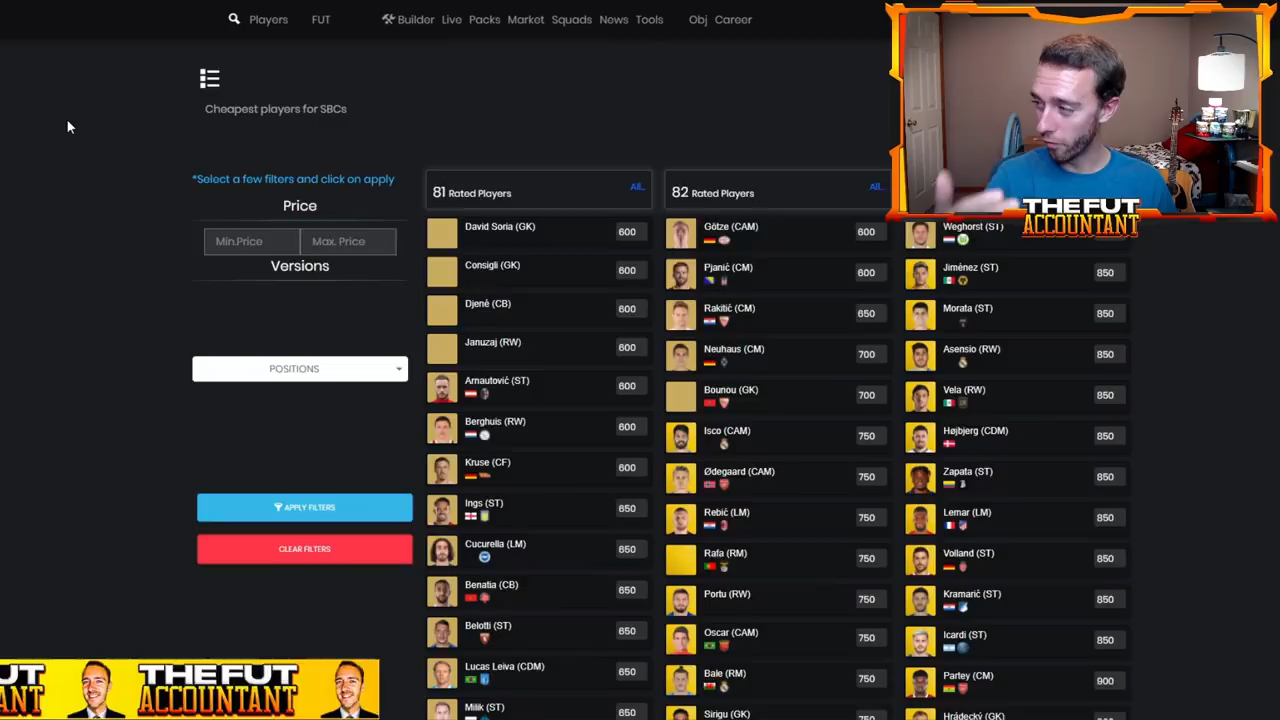 Players FUT Builder Live Packs Market Squads News Tools Obj Career
Cheapest players for SBCs
*Select a few filters and click on apply
Price
Min.Price Max. Price
Versions
POSITIONS
APPLY FILTERS
CLEAR FILTERS
81 Rated Players All..
David Soria (GK) 600
Consigli (GK) 600
Djené (CB) 600
Januzaj (RW) 600
Arnautović (ST) 600
Berghuis (RW) 600
Kruse (CF) 600
Ings (ST) 650
Cucurella (LM) 650
Benatia (CB) 650
Belotti (ST) 650
Lucas Leiva (CDM) 650
Milik (ST) 650
82 Rated Players All..
Götze (CAM) 600
Pjanić (CM) 600
Rakitić (CM) 650
Neuhaus (CM) 700
Bounou (GK) 700
Isco (CAM) 750
Ødegaard (CAM) 750
Rebić (LM) 750
Rafa (RM) 750
Portu (RW) 750
Oscar (CAM) 750
Bale (RM) 750
Sirigu (GK) 750
Weghorst (ST)
Jiménez (ST) 850
Morata (ST) 850
Asensio (RW) 850
Vela (RW) 850
Højbjerg (CDM) 850
Zapata (ST) 850
Lemar (LM) 850
Volland (ST) 850
Kramarić (ST) 850
Icardi (ST) 850
Partey (CM) 900
Hrádecký (GK)
THE FUT
ACCOUNTANT
THE FUT
ACCOUNTANT